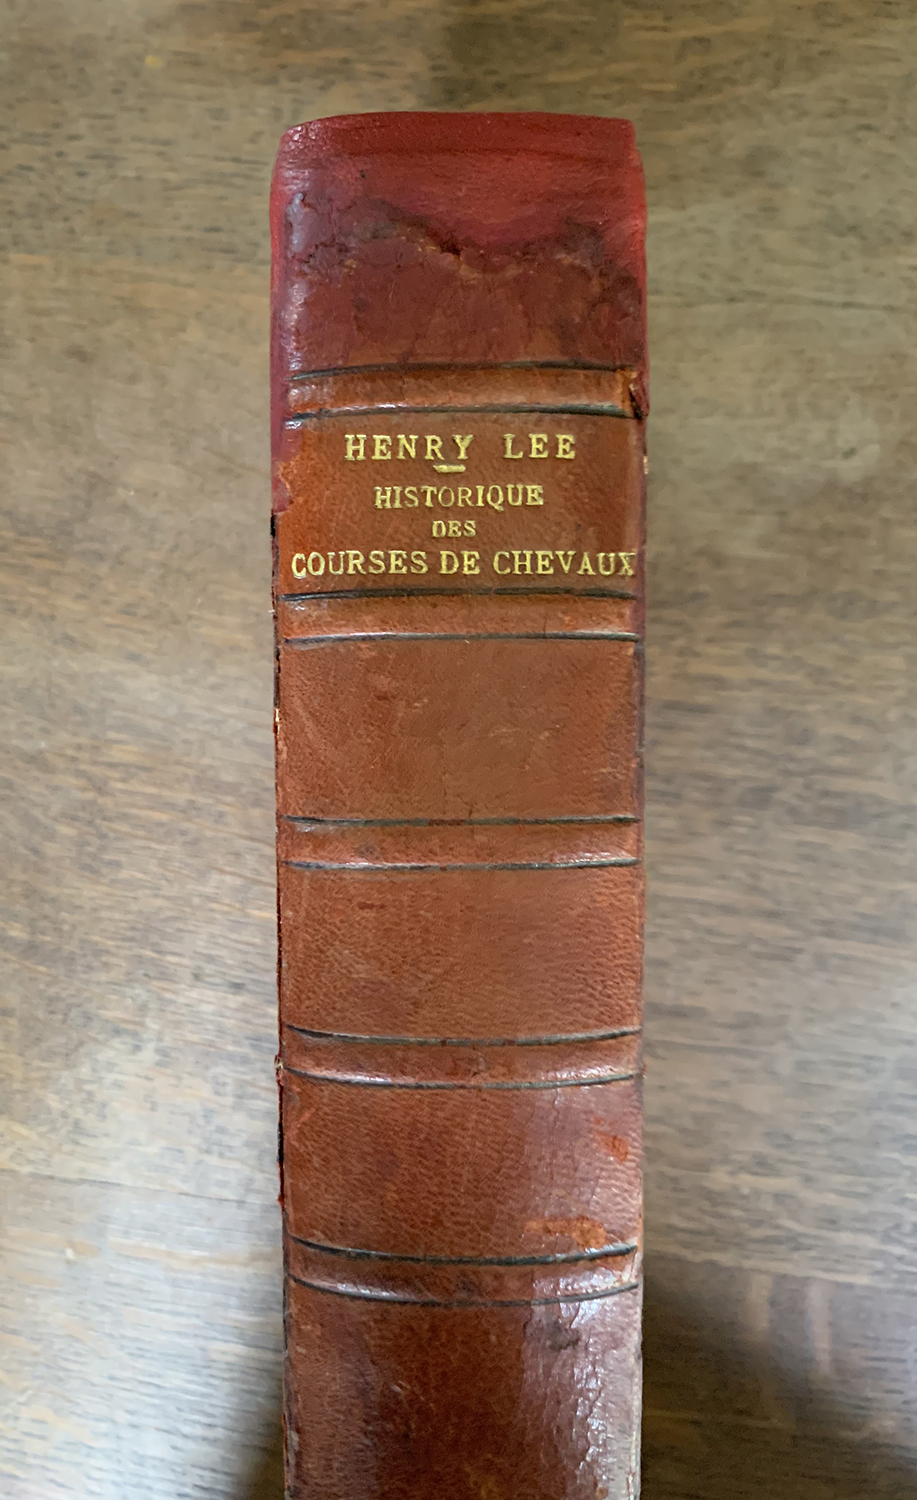 HENRY LEE
HISTORIQUE
DES
COURSES DE CHEVAUX